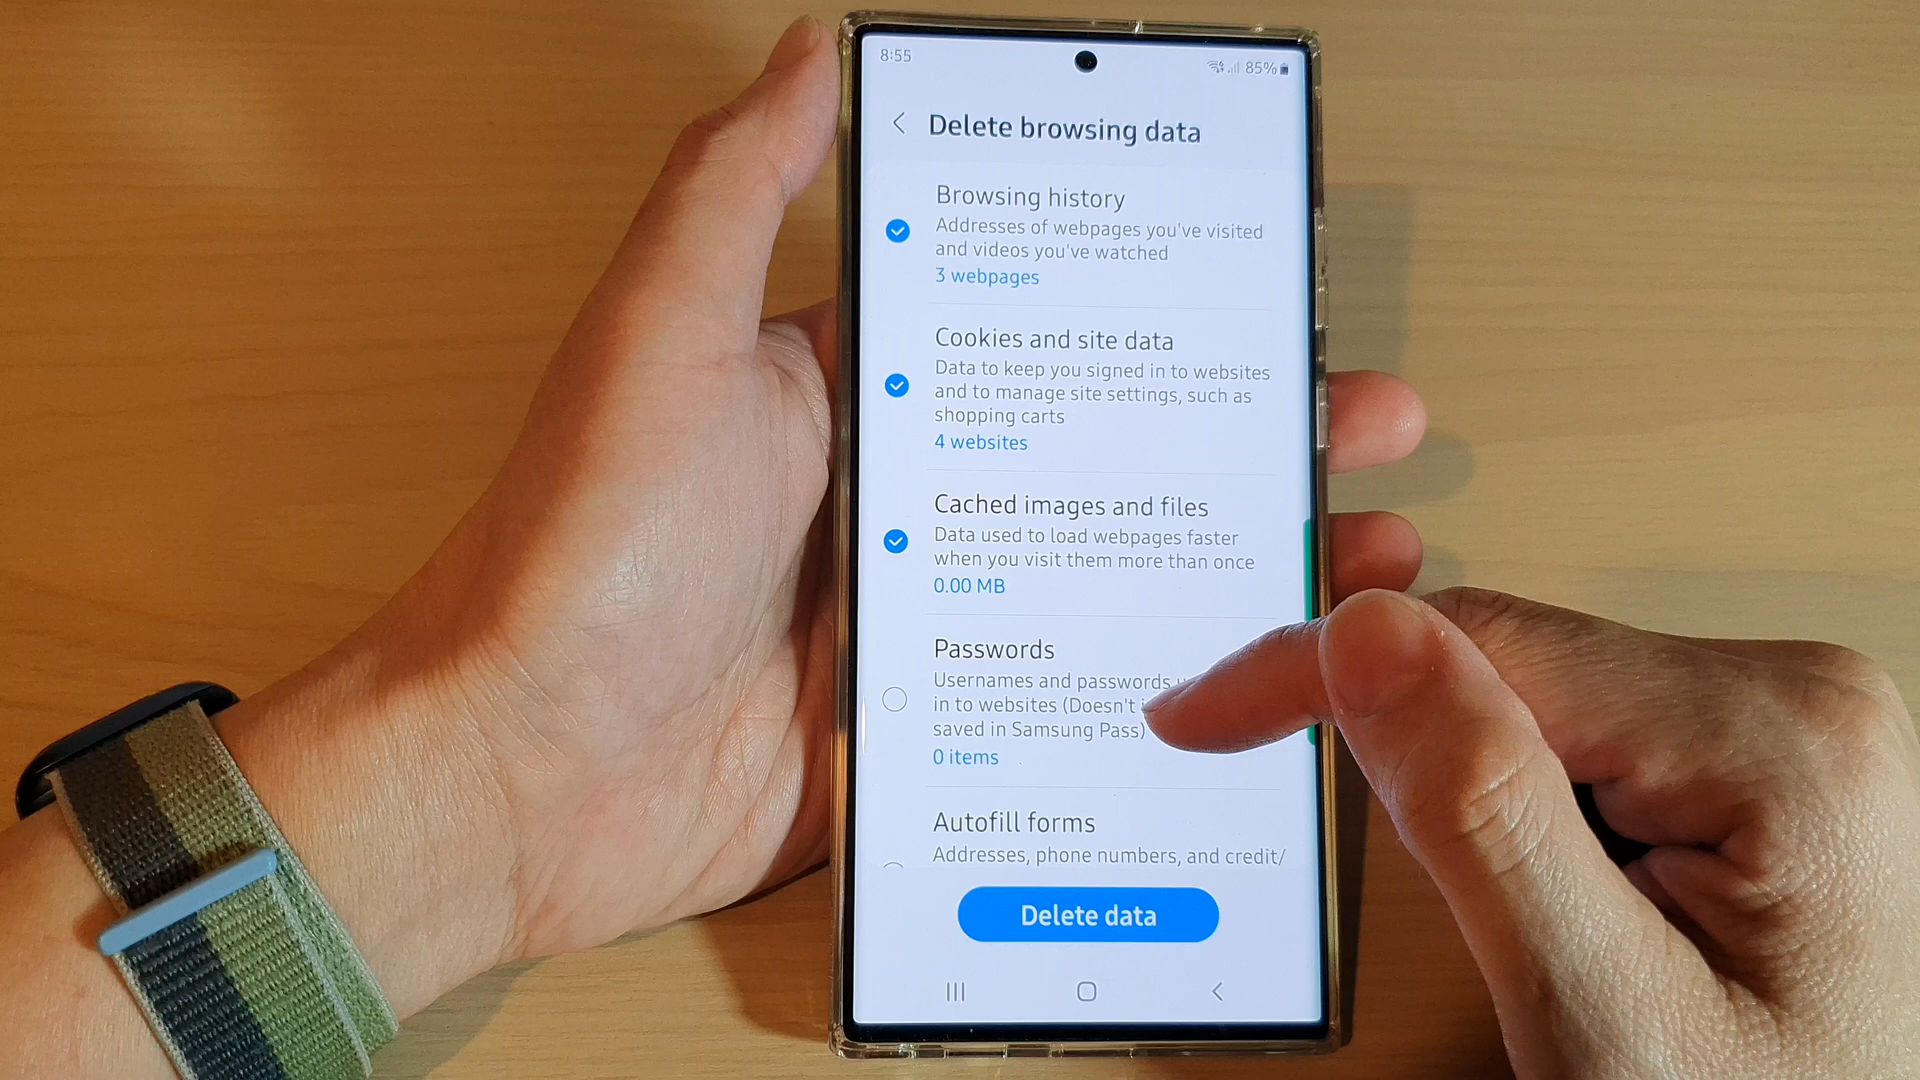 8:55
85%
Delete browsing data
Browsing history
Addresses of webpages you've visited
and videos you've watched
3 webpages
Cookies and site data
Data to keep you signed in to websites
and to manage site settings, such as
shopping carts
4 websites
Cached images and files
Data used to load webpages faster
when you visit them more than once
0.00 MB
Passwords
Usernames and passwords
in to websites (Doesn't
saved in Samsung Pass)
0 items
Autofill forms
Addresses, phone numbers, and credit/
Delete data